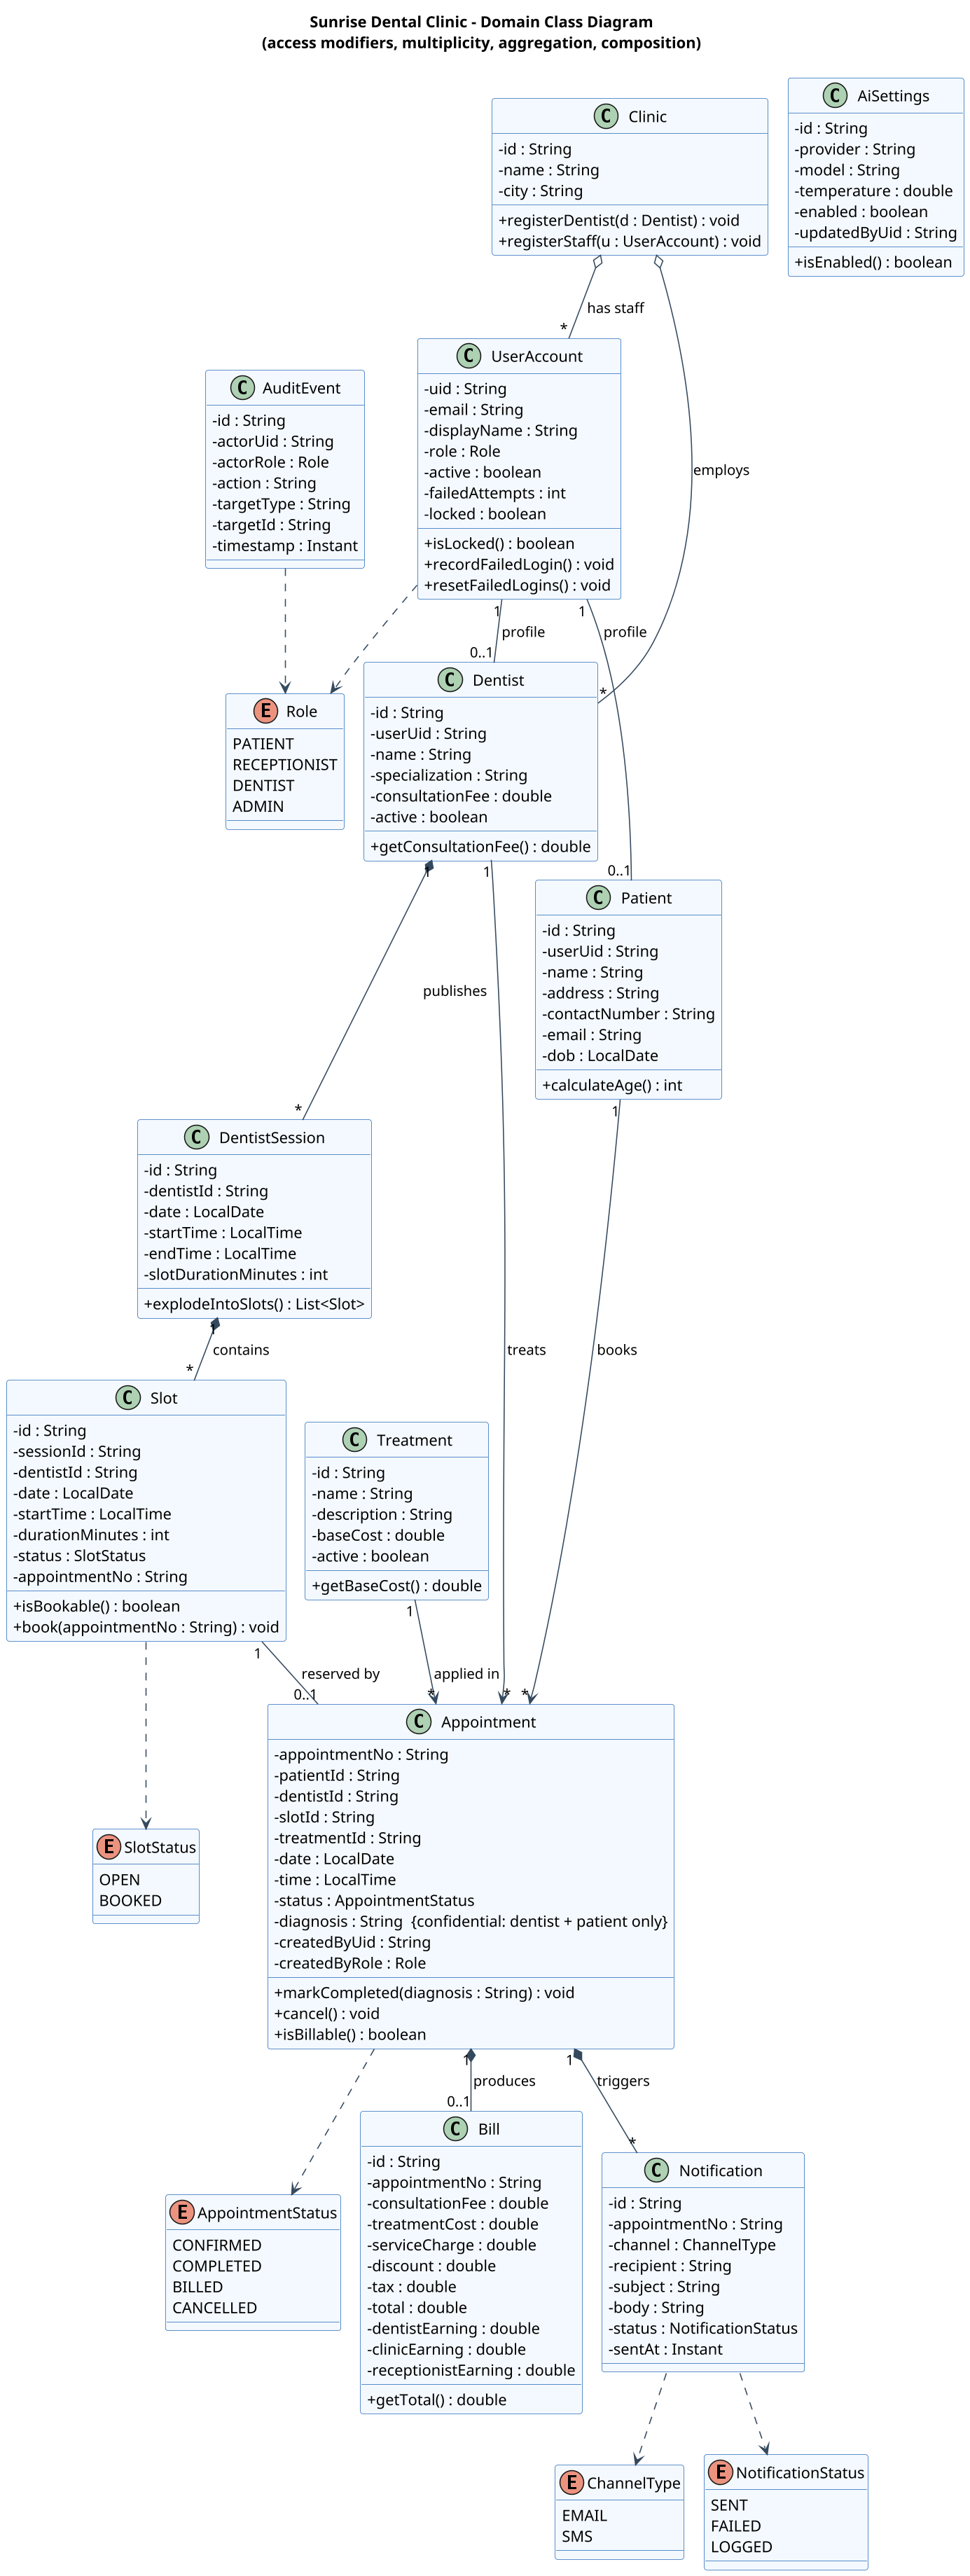 Sunrise Dental Clinic - Domain Class Diagram
(access modifiers, multiplicity, aggregation, composition)
C Clinic
-id : String
-name : String
-city : String
+registerDentist(d : Dentist) : void
+registerStaff(u : UserAccount) : void
C AiSettings
-id : String
-provider : String
-model : String
-temperature : double
-enabled : boolean
-updatedByUid : String
+isEnabled() : boolean
has staff
*
employs
*
C UserAccount
-uid : String
-email : String
-displayName : String
-role : Role
-active : boolean
-failedAttempts : int
-locked : boolean
+isLocked() : boolean
+recordFailedLogin() : void
+resetFailedLogins() : void
C AuditEvent
-id : String
-actorUid : String
-actorRole : Role
-action : String
-targetType : String
-targetId : String
-timestamp : Instant
1
profile
0..1
1
profile
0..1
E Role
PATIENT
RECEPTIONIST
DENTIST
ADMIN
C Dentist
-id : String
-userUid : String
-name : String
-specialization : String
-consultationFee : double
-active : boolean
+getConsultationFee() : double
C Patient
-id : String
-userUid : String
-name : String
-address : String
-contactNumber : String
-email : String
-dob : LocalDate
+calculateAge() : int
1
publishes
*
1
treats
*
1
books
*
C DentistSession
-id : String
-dentistId : String
-date : LocalDate
-startTime : LocalTime
-endTime : LocalTime
-slotDurationMinutes : int
+explodeIntoSlots() : List<Slot>
1
contains
*
C Slot
-id : String
-sessionId : String
-dentistId : String
-date : LocalDate
-startTime : LocalTime
-durationMinutes : int
-status : SlotStatus
-appointmentNo : String
+isBookable() : boolean
+book(appointmentNo : String) : void
C Treatment
-id : String
-name : String
-description : String
-baseCost : double
-active : boolean
+getBaseCost() : double
1
reserved by
0..1
1
applied in
*
E SlotStatus
OPEN
BOOKED
C Appointment
-appointmentNo : String
-patientId : String
-dentistId : String
-slotId : String
-treatmentId : String
-date : LocalDate
-time : LocalTime
-status : AppointmentStatus
-diagnosis : String {confidential: dentist + patient only}
-createdByUid : String
-createdByRole : Role
+markCompleted(diagnosis : String) : void
+cancel() : void
+isBillable() : boolean
1
produces
0..1
1
triggers
*
E AppointmentStatus
CONFIRMED
COMPLETED
BILLED
CANCELLED
C Bill
-id : String
-appointmentNo : String
-consultationFee : double
-treatmentCost : double
-serviceCharge : double
-discount : double
-tax : double
-total : double
-dentistEarning : double
-clinicEarning : double
-receptionistEarning : double
+getTotal() : double
C Notification
-id : String
-appointmentNo : String
-channel : ChannelType
-recipient : String
-subject : String
-body : String
-status : NotificationStatus
-sentAt : Instant
E ChannelType
EMAIL
SMS
E NotificationStatus
SENT
FAILED
LOGGED